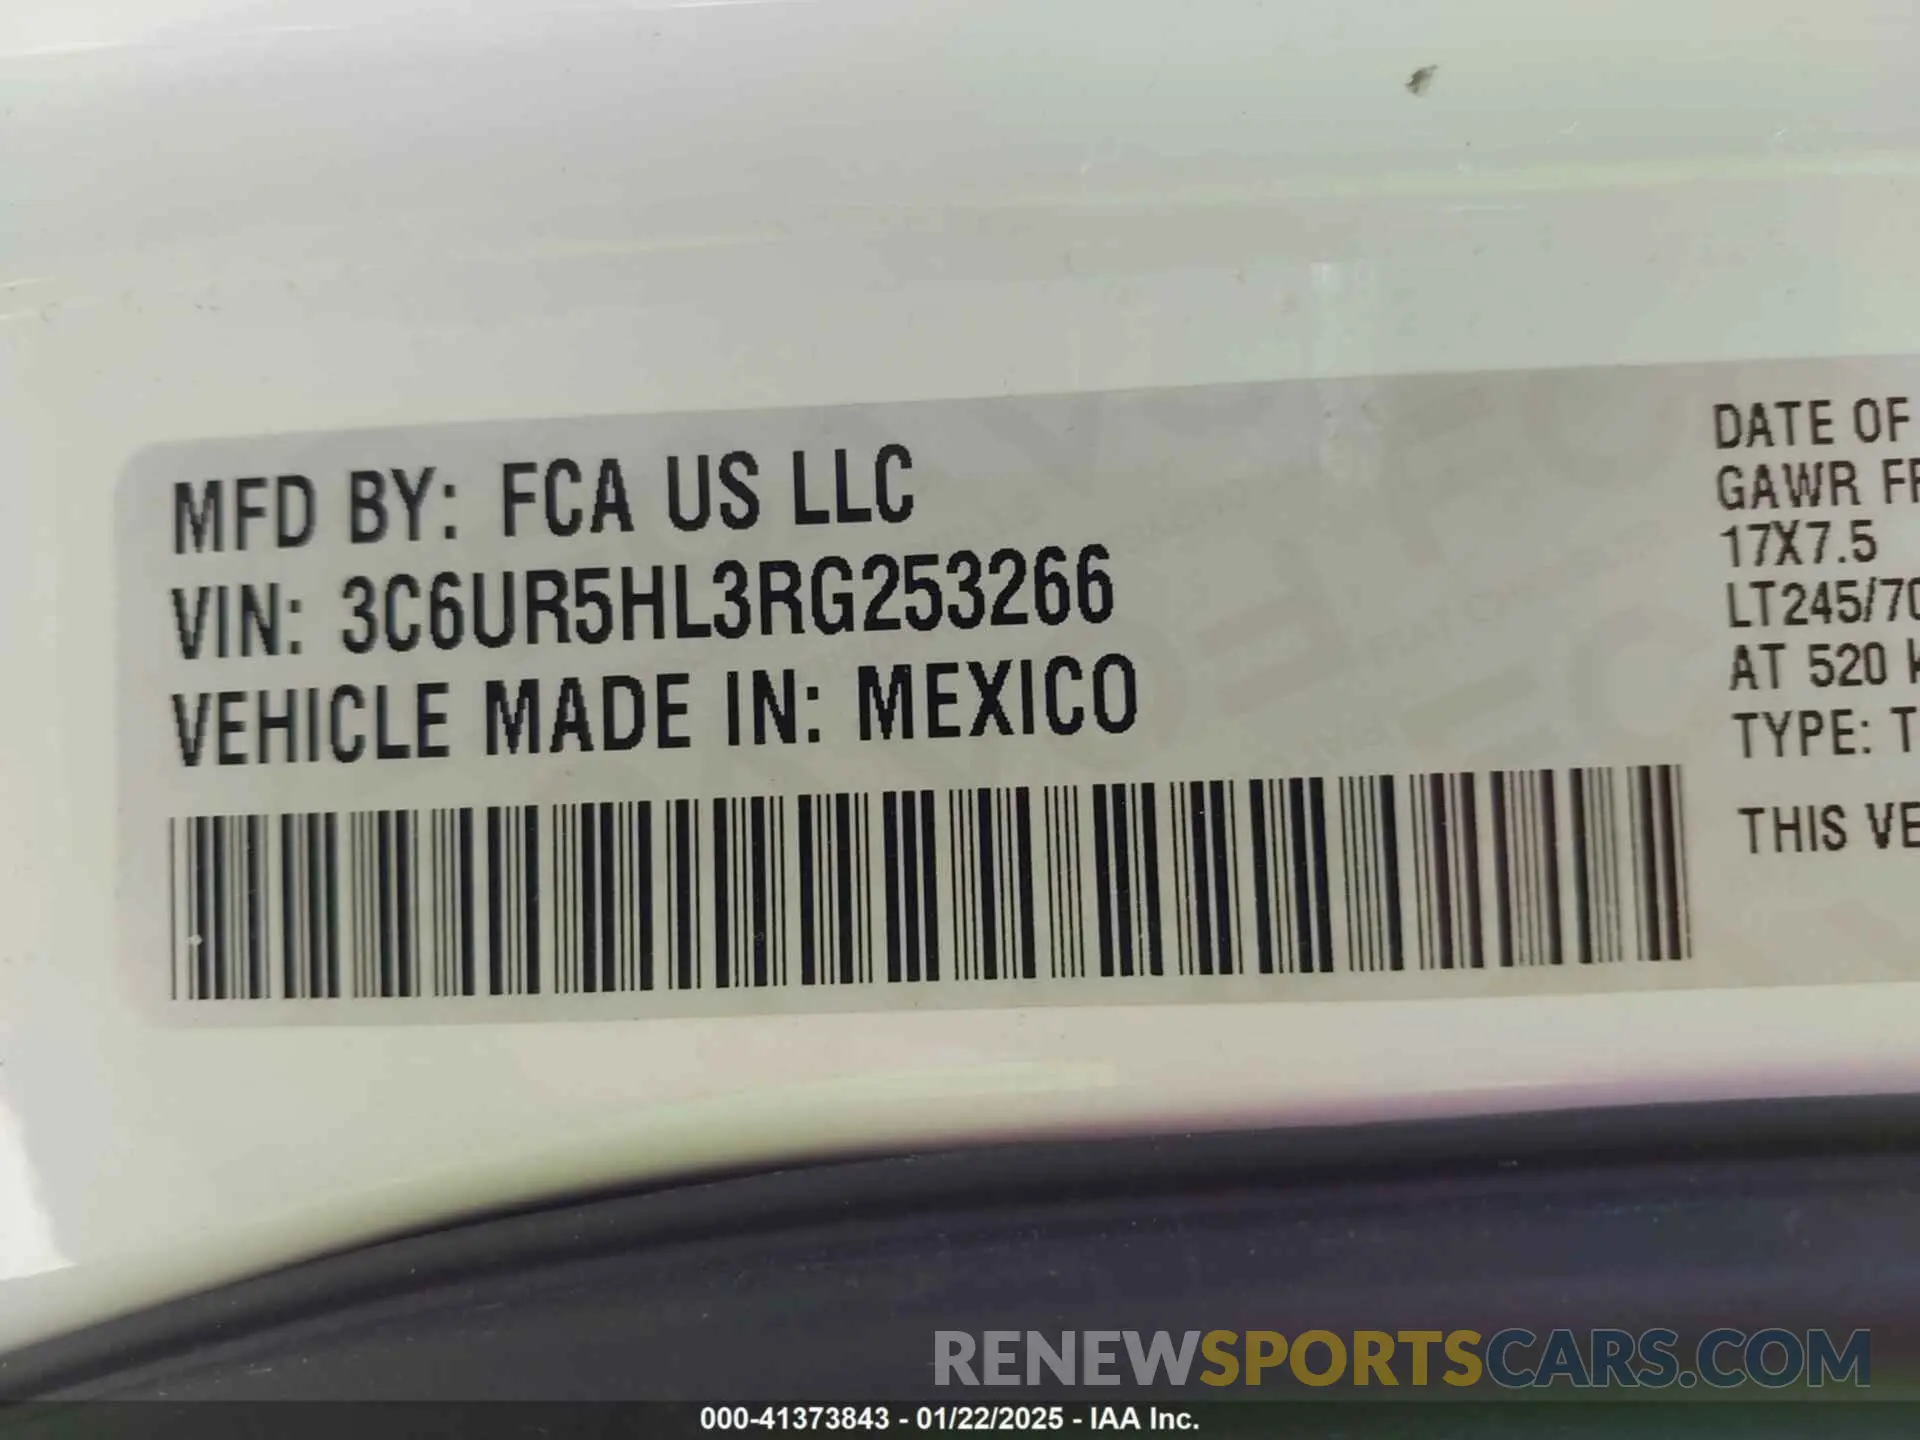 MFD BY: FCA US LLC
VIN: 3C6UR5HL3RG253266
VEHICLE MADE IN: MEXICO
DATE OF
GAWR FR
17X7.5
LT245/70
AT 520 k
TYPE: T
THIS VE
RENEWSPORTSCARS.COM
000-41373843 - 01/22/2025 - IAA Inc.